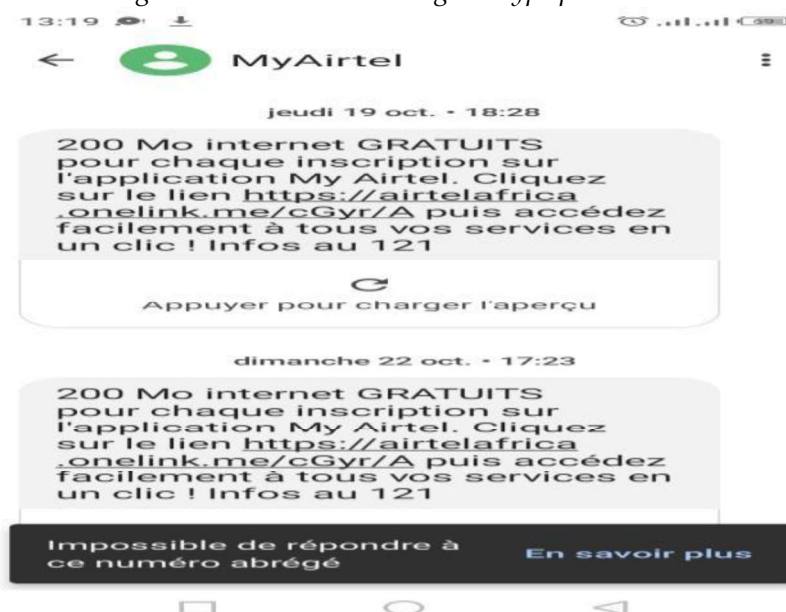 13:19
MyAirtel
jeudi 19 oct. • 18:28
200 Mo internet GRATUITS
pour chaque inscription sur
l'application My Airtel. Cliquez
sur le lien https://airtelafrica
.onelink.me/cGyr/A puis accédez
facilement à tous vos services en
un clic ! Infos au 121
Appuyer pour charger l'aperçu
dimanche 22 oct. • 17:23
200 Mo internet GRATUITS
pour chaque inscription sur
l'application My Airtel. Cliquez
sur le lien https://airtelafrica
.onelink.me/cGyr/A puis accédez
facilement à tous vos services en
un clic ! Infos au 121
Impossible de répondre à
ce numéro abrégé
En savoir plus